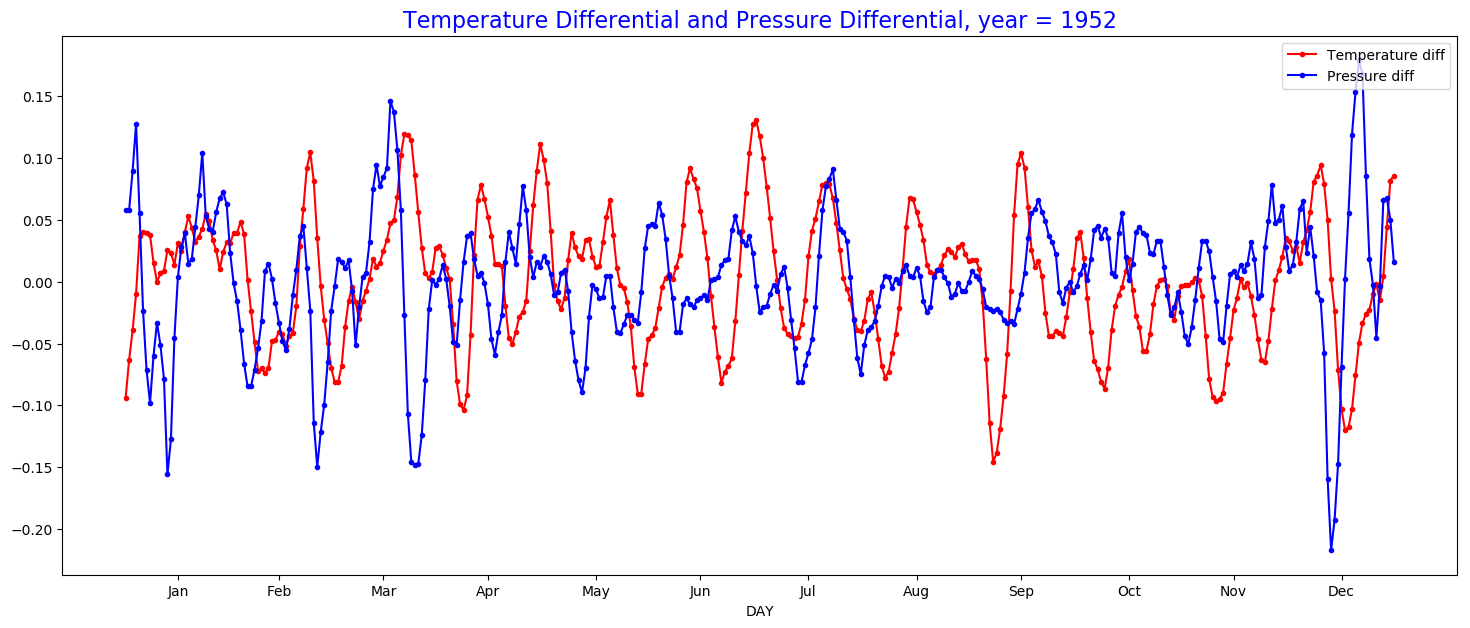 Temperature Differential and Pressure Differential, year = 1952
Temperature diff
Pressure diff
0.15
0.10
0.05
0.00
−0.05
−0.10
−0.15
−0.20
Jan Feb Mar Apr May Jun Jul Aug Sep Oct Nov Dec
DAY